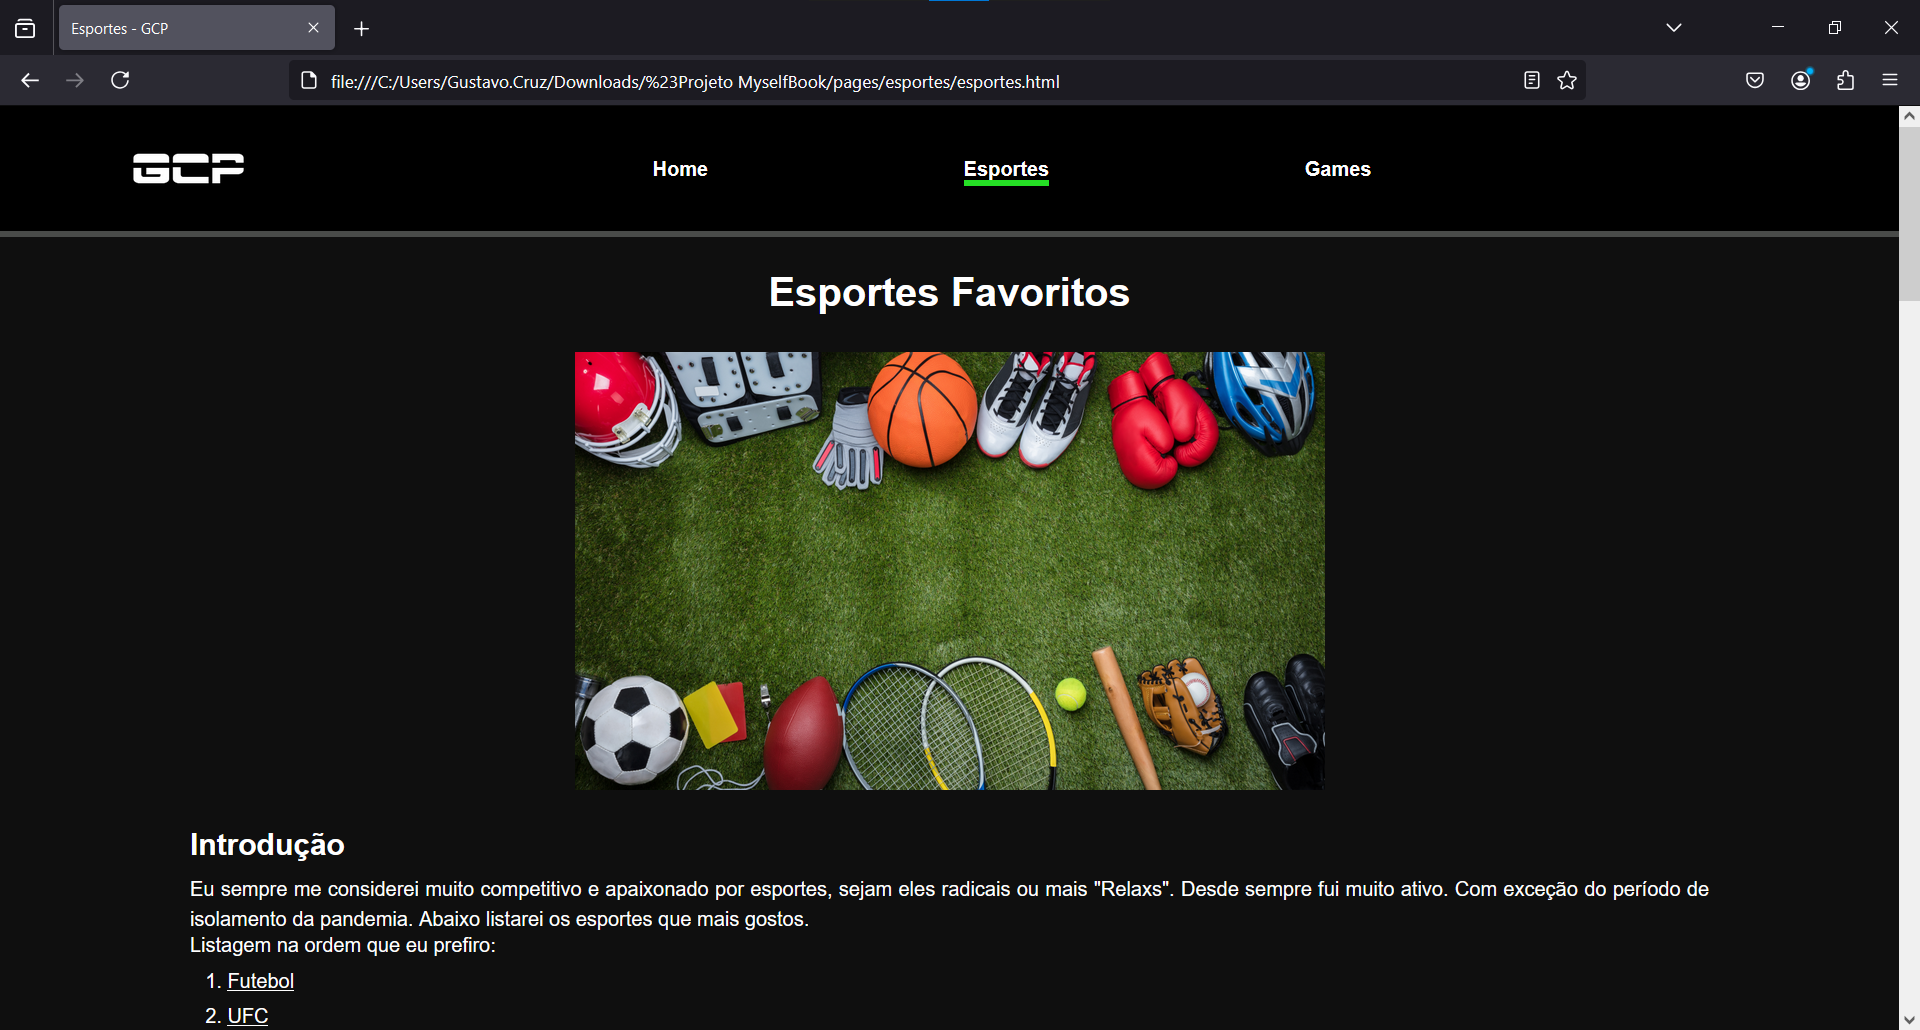 Esportes - GCP
file:///C:/Users/Gustavo.Cruz/Downloads/%23Projeto MyselfBook/pages/esportes/esportes.html
GCP
Home
Esportes
Games
Esportes Favoritos
Introdução
Eu sempre me considerei muito competitivo e apaixonado por esportes, sejam eles radicais ou mais "Relaxs". Desde sempre fui muito ativo. Com exceção do período de
isolamento da pandemia. Abaixo listarei os esportes que mais gostos.
Listagem na ordem que eu prefiro:
1. Futebol
2. UFC